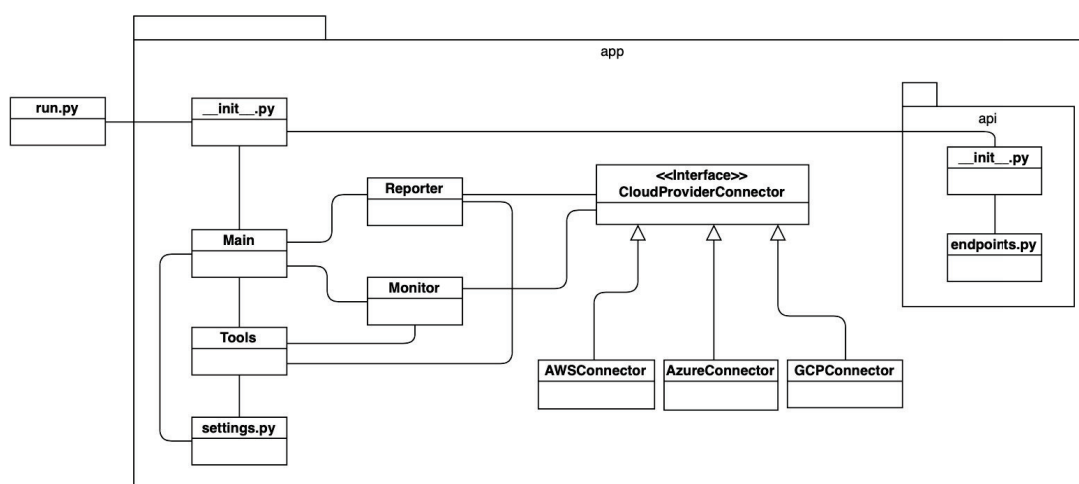 app
run.py
__init__.py
api
__init__.py
<<Interface>>
CloudProviderConnector
Reporter
Main
endpoints.py
Monitor
Tools
AWSConnector
AzureConnector
GCPConnector
settings.py